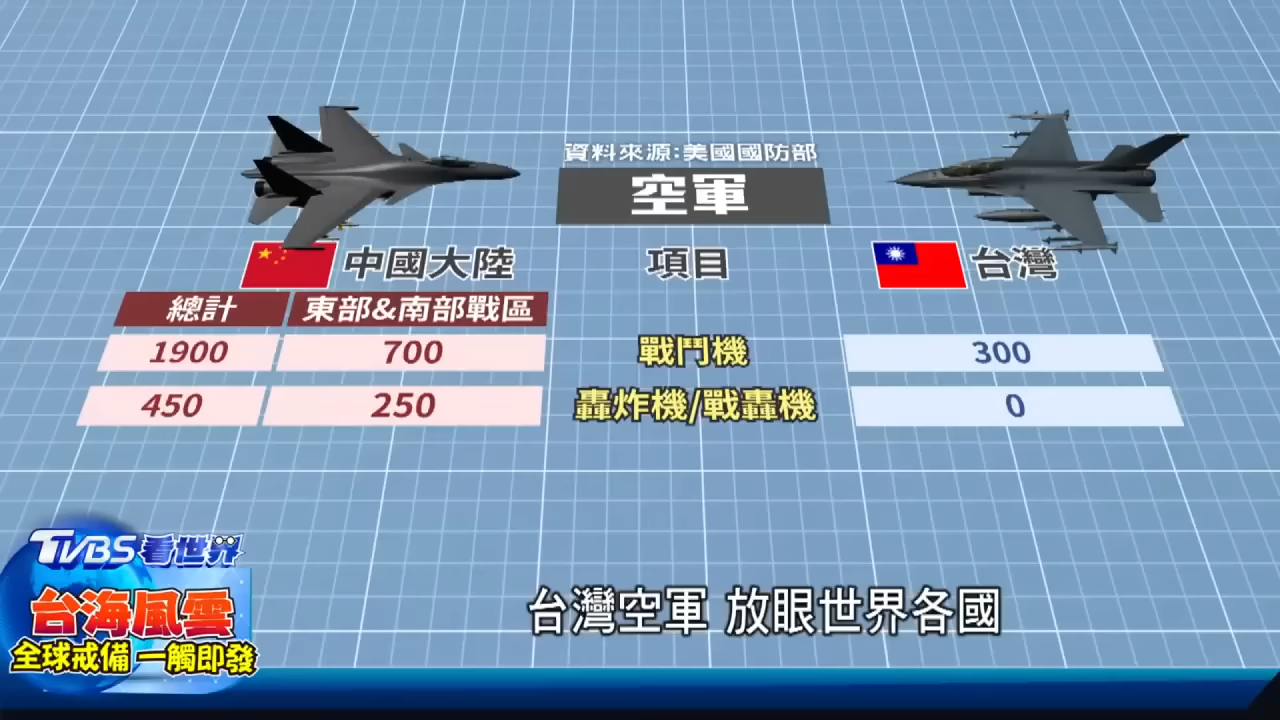 資料來源:美國國防部
空軍
中國大陸 項目 台灣
總計 東部&南部戰區
1900 700 戰鬥機 300
450 250 轟炸機/戰轟機 0
TVBS看世界
台海風雲
全球戒備 一觸即發
台灣空軍 放眼世界各國